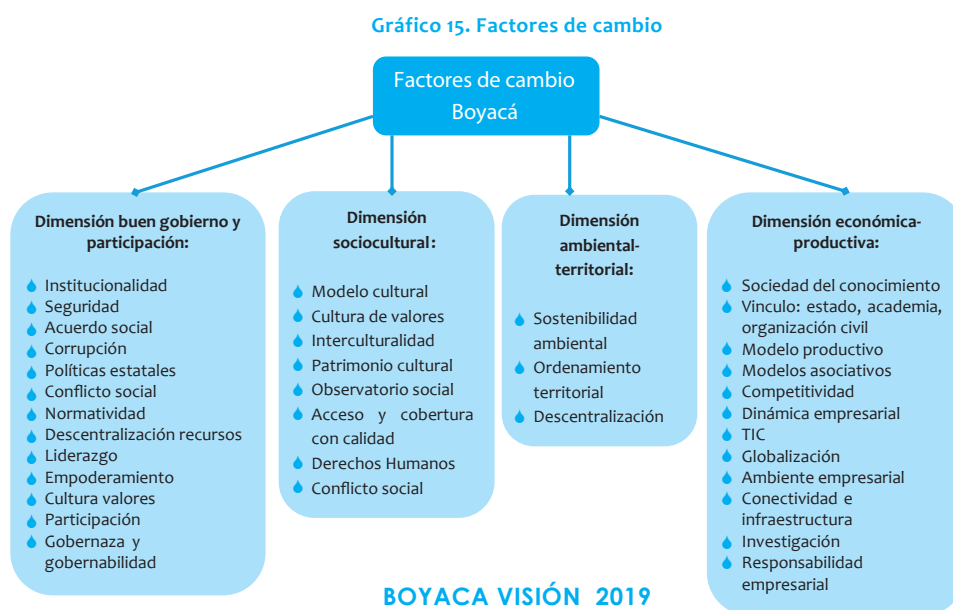 Gráfico 15. Factores de cambio
Factores de cambio
Boyacá
Dimensión buen gobierno y
participación:
Institucionalidad
Seguridad
Acuerdo social
Corrupción
Políticas estatales
Conflicto social
Normatividad
Descentralización recursos
Liderazgo
Empoderamiento
Cultura valores
Participación
Gobernaza y
gobernabilidad
Dimensión
sociocultural:
Modelo cultural
Cultura de valores
Interculturalidad
Patrimonio cultural
Observatorio social
Acceso y cobertura
con calidad
Derechos Humanos
Conflicto social
Dimensión
ambiental-
territorial:
Sostenibilidad
ambiental
Ordenamiento
territorial
Descentralización
Dimensión económica-
productiva:
Sociedad del conocimiento
Vinculo: estado, academia,
organización civil
Modelo productivo
Modelos asociativos
Competitividad
Dinámica empresarial
TIC
Globalización
Ambiente empresarial
Conectividad e
infraestructura
Investigación
Responsabilidad
empresarial
BOYACA VISIÓN 2019